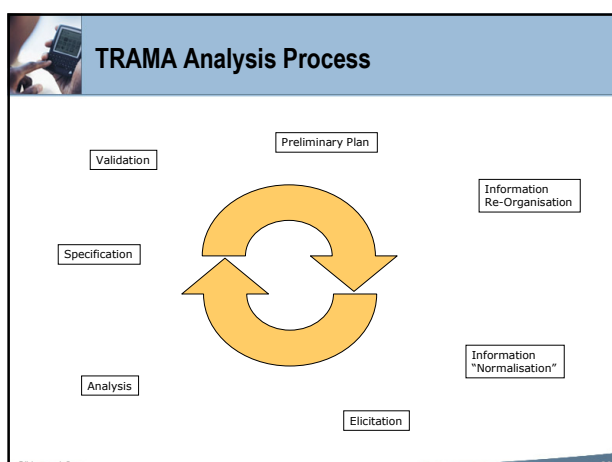 TRAMA Analysis Process
Preliminary Plan
Validation
Information
Re-Organisation
Specification
Information
"Normalisation"
Analysis
Elicitation